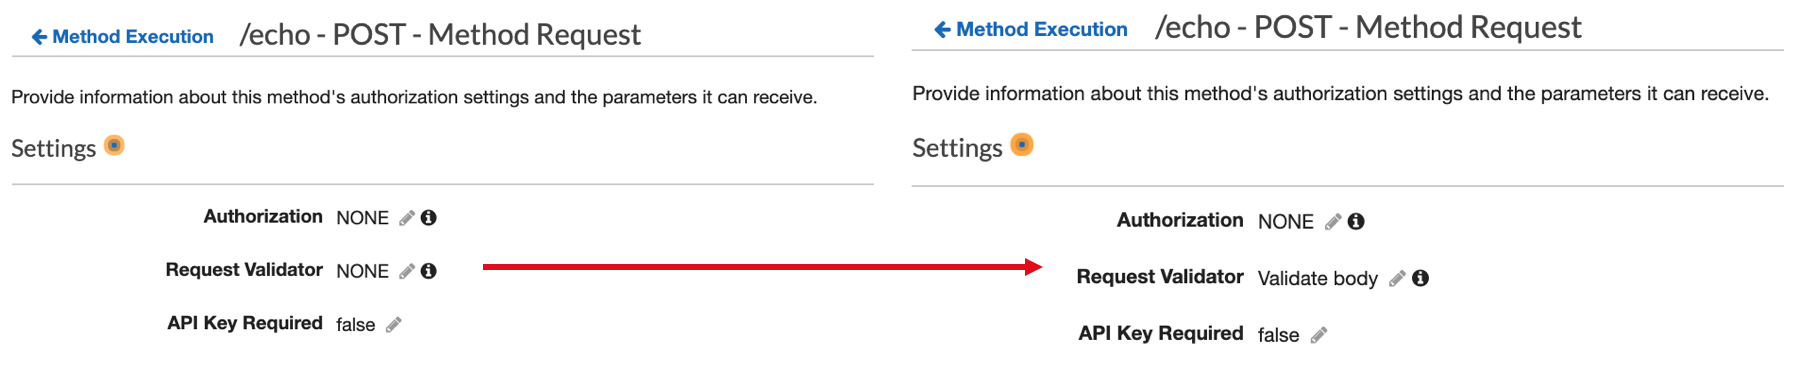 Method Execution /echo - POST - Method Request
Provide information about this method's authorization settings and the parameters it can receive.
Settings
Authorization NONE
Request Validator NONE
API Key Required false
Method Execution /echo - POST - Method Request
Provide information about this method's authorization settings and the parameters it can receive.
Settings
Authorization NONE
Request Validator Validate body
API Key Required false